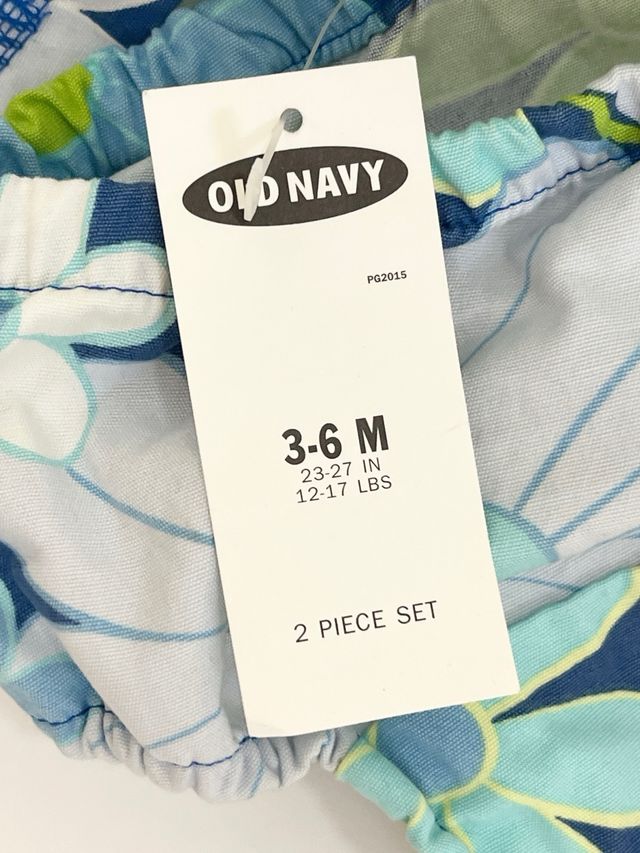 OLD NAVY
PG2015
3-6 M
23-27 IN
12-17 LBS
2 PIECE SET